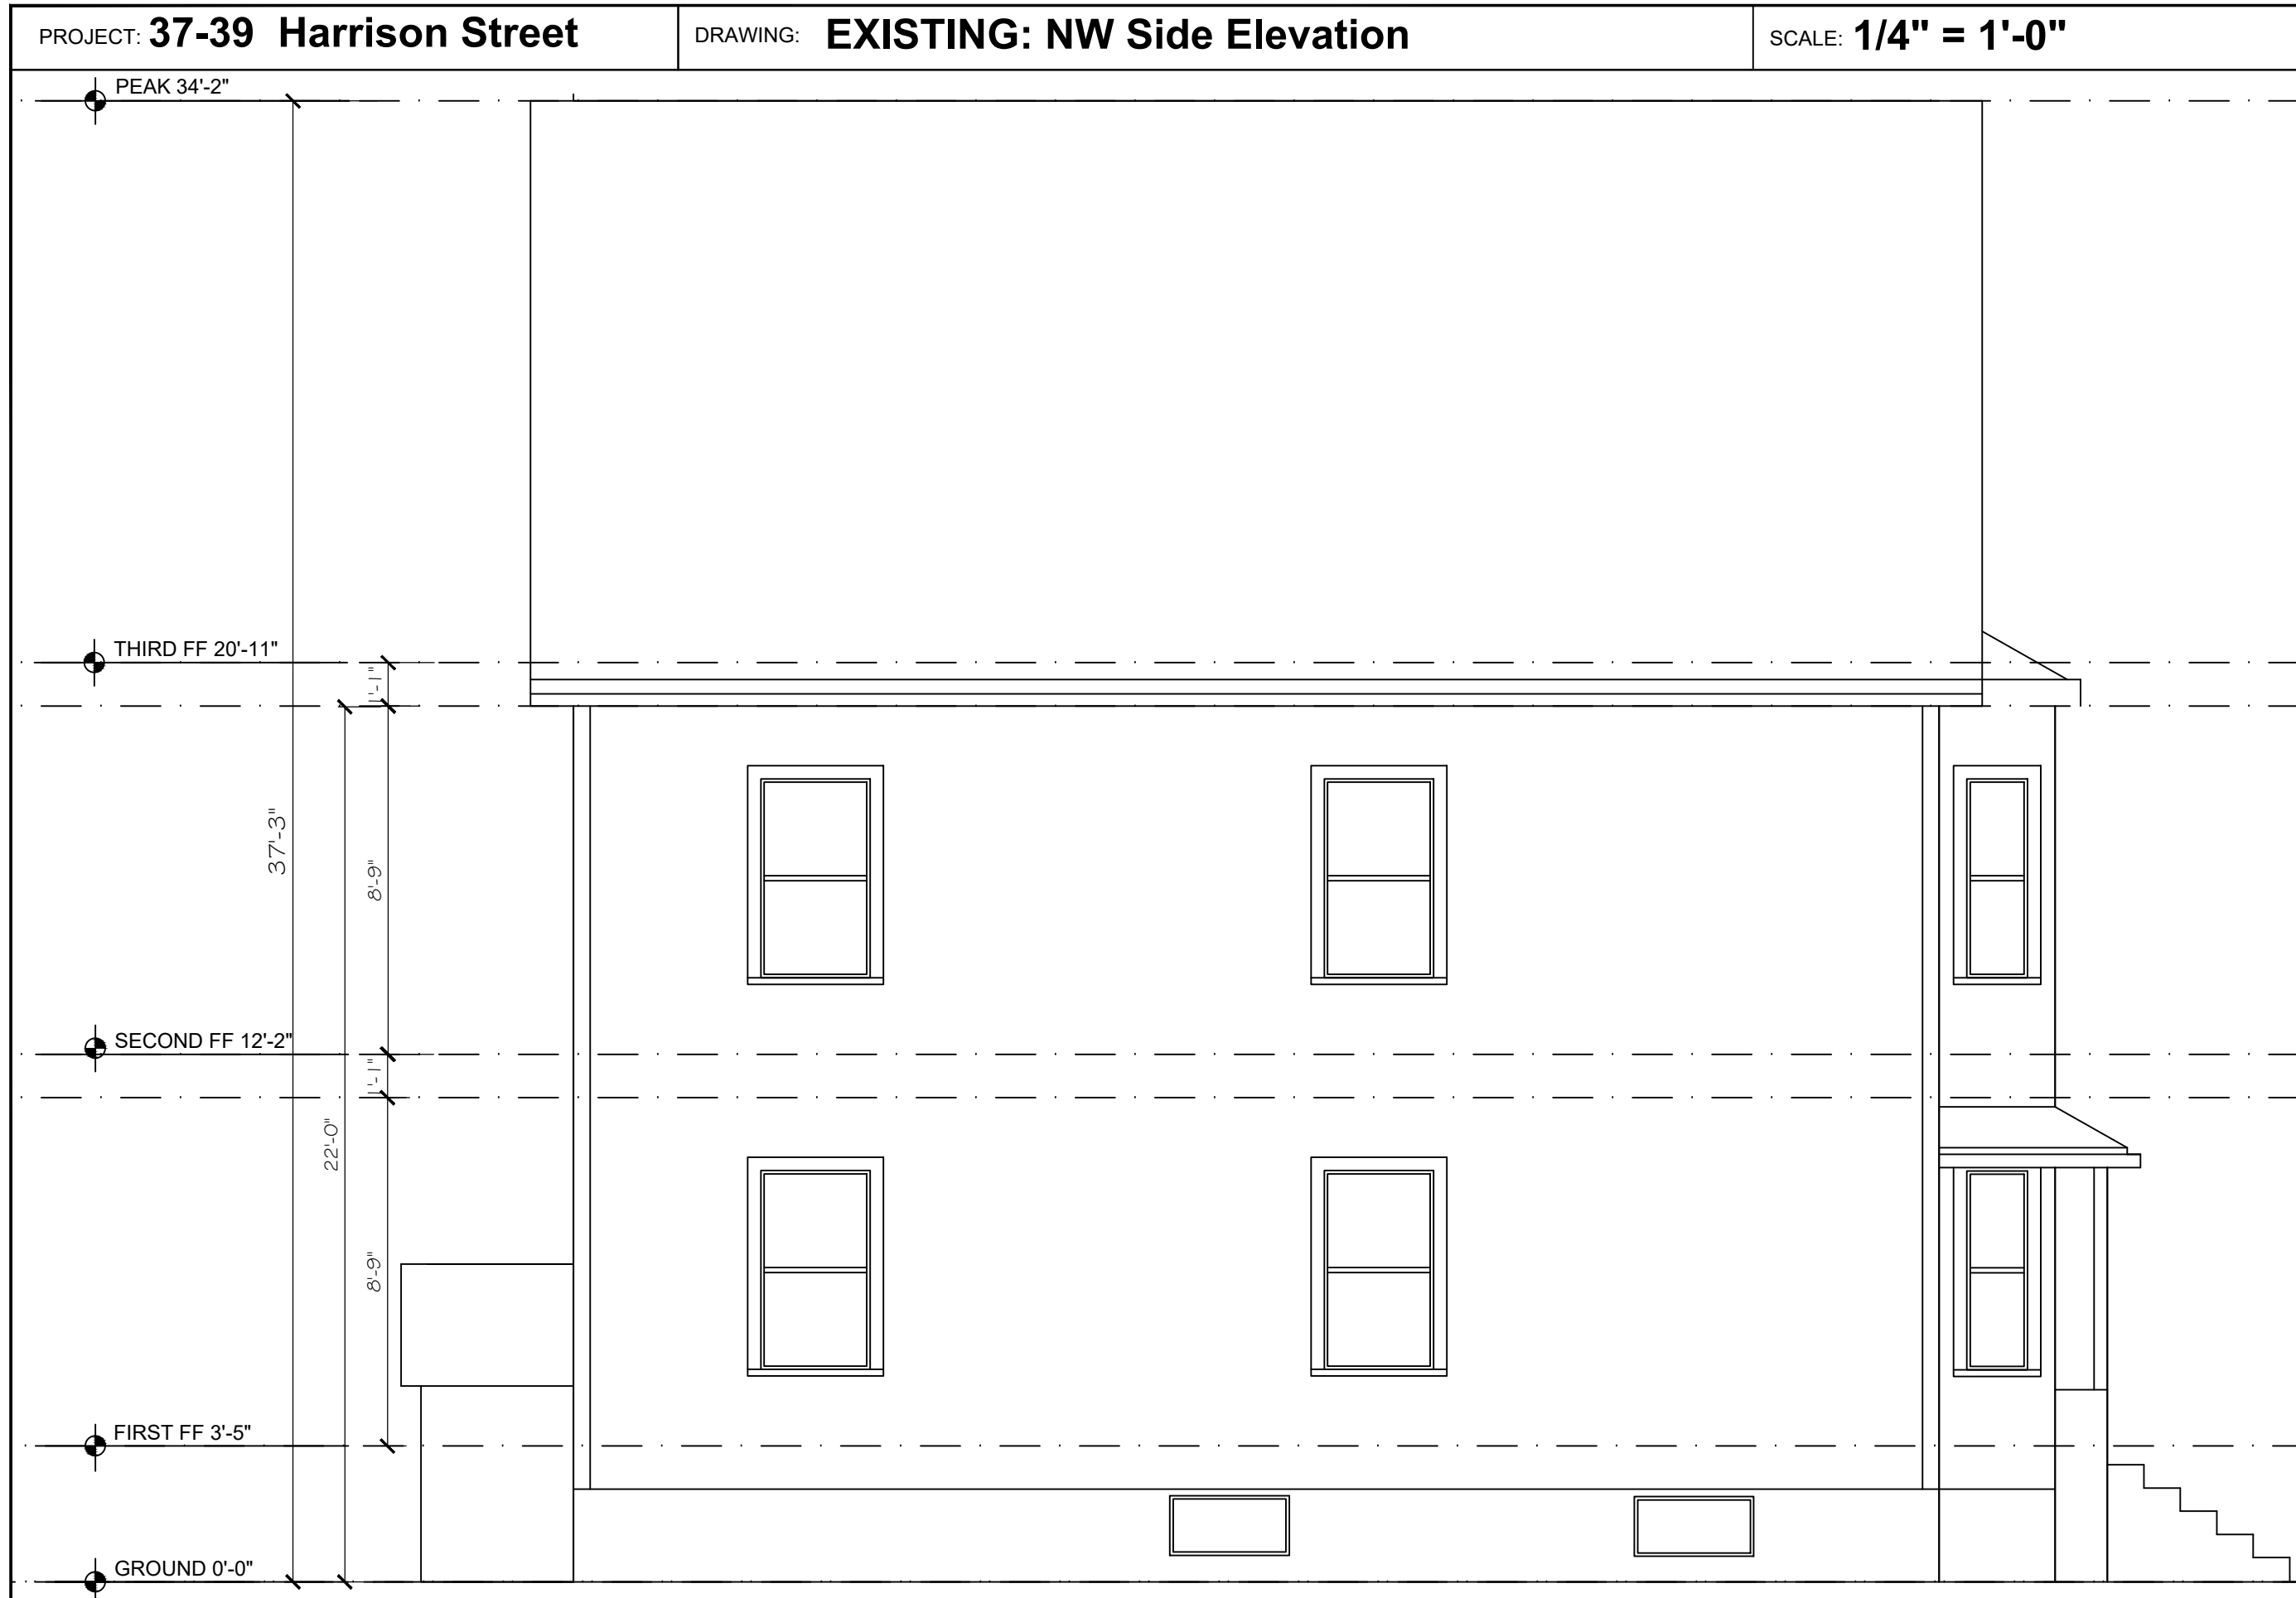 PROJECT: 37-39 Harrison Street
DRAWING: EXISTING: NW Side Elevation
SCALE: 1/4" = 1'-0"
PEAK 34'-2"
THIRD FF 20'-11"
1'-1"
37'-3"
8'-9"
SECOND FF 12'-2"
1'-1"
22'-0"
8'-9"
FIRST FF 3'-5"
GROUND 0'-0"